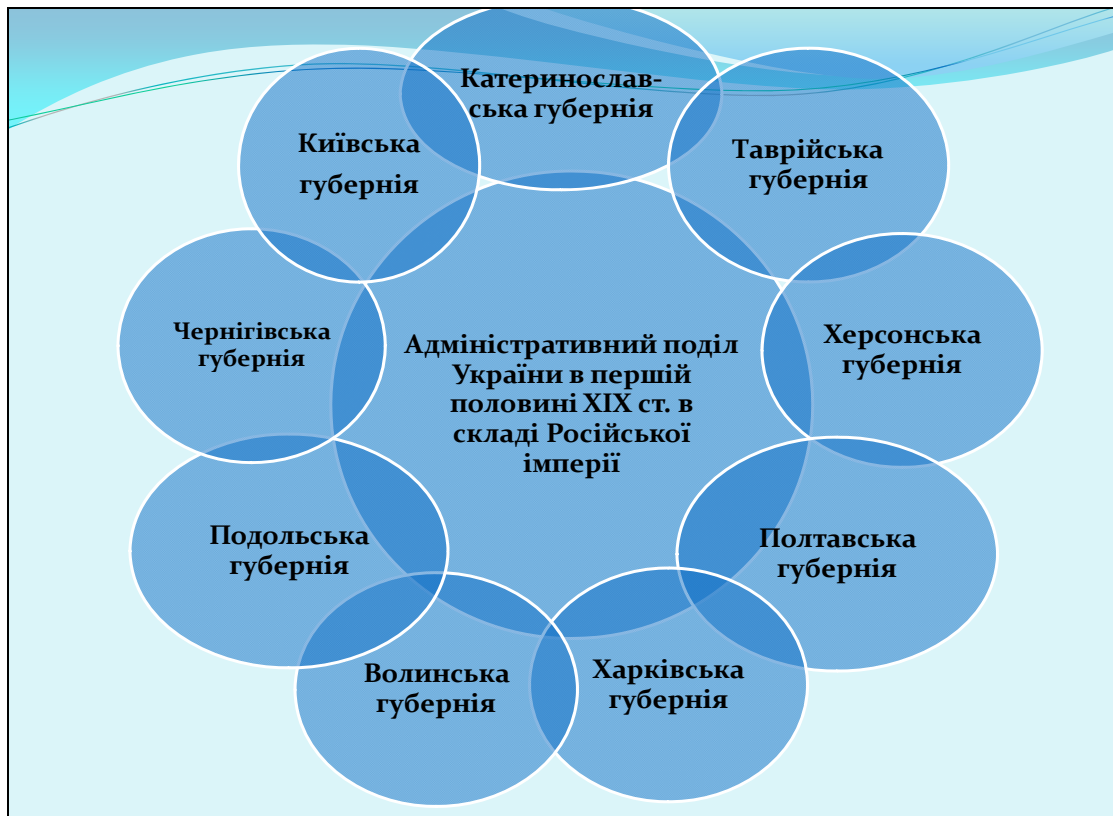 Катеринослав-
ська губернія
Таврійська
губернія
Херсонська
губернія
Полтавська
губернія
Харківська
губернія
Волинська
губернія
Подольська
губернія
Чернігівська
губернія
Київська
губернія
Адміністративний поділ
України в першій
половині XIX ст. в
складі Російської
імперії